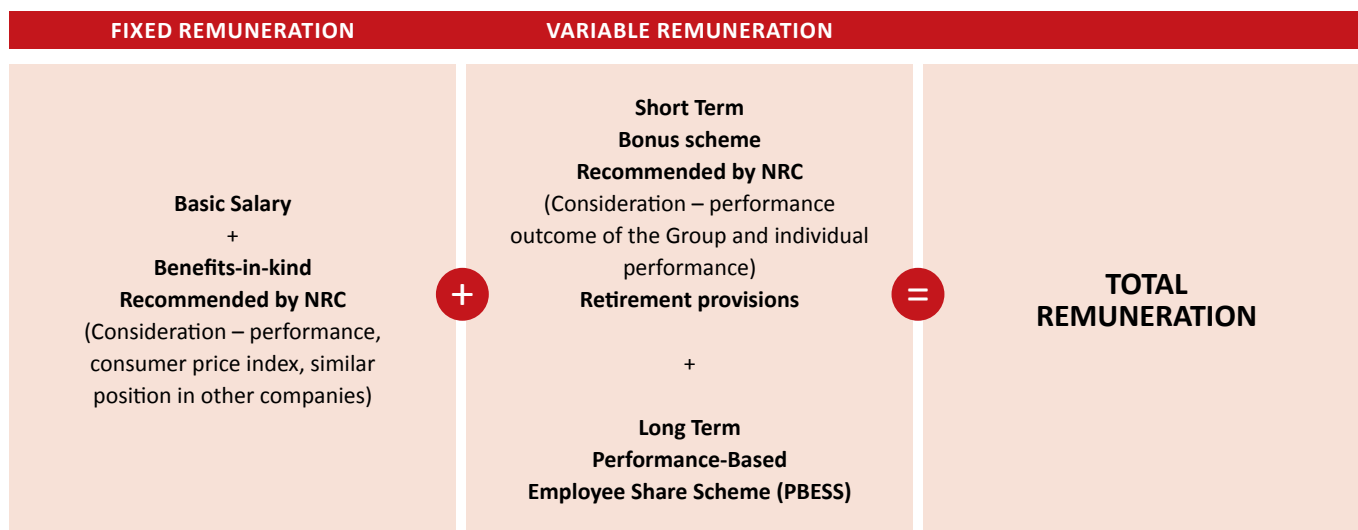 FIXED REMUNERATION
VARIABLE REMUNERATION
Basic Salary
+
Benefits-in-kind
Recommended by NRC
(Consideration – performance,
consumer price index, similar
position in other companies)
+
Short Term
Bonus scheme
Recommended by NRC
(Consideration – performance
outcome of the Group and individual
performance)
Retirement provisions
+
Long Term
Performance-Based
Employee Share Scheme (PBESS)
=
TOTAL
REMUNERATION